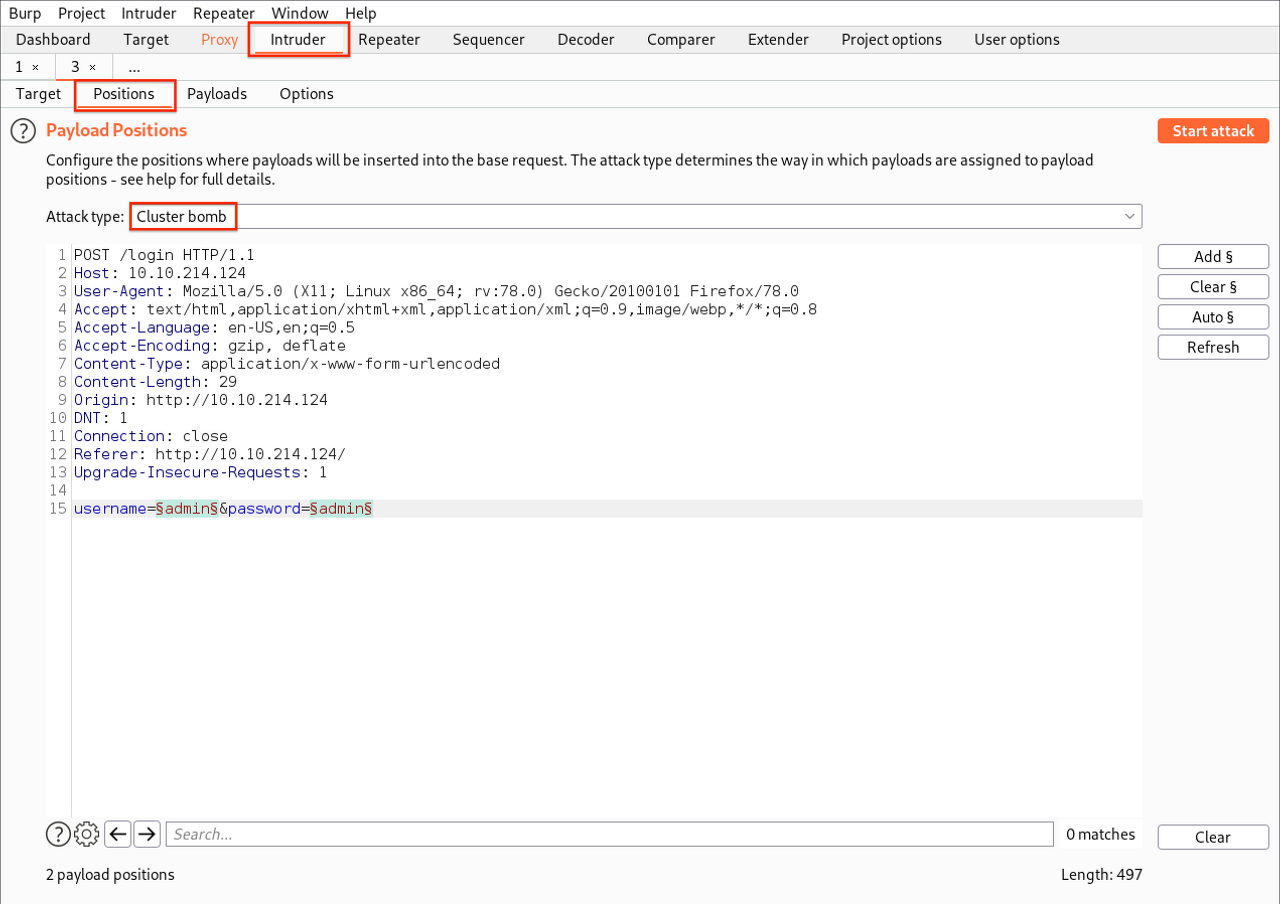 Burp Project Intruder Repeater Window Help
Dashboard Target Proxy Intruder Repeater Sequencer Decoder Comparer Extender Project options User options
1 × 3 × ...
Target Positions Payloads Options
? Payload Positions Start attack
Configure the positions where payloads will be inserted into the base request. The attack type determines the way in which payloads are assigned to payload
positions - see help for full details.
Attack type: Cluster bomb
1 POST /login HTTP/1.1 Add §
2 Host: 10.10.214.124
3 User-Agent: Mozilla/5.0 (X11; Linux x86_64; rv:78.0) Gecko/20100101 Firefox/78.0 Clear §
4 Accept: text/html,application/xhtml+xml,application/xml;q=0.9,image/webp,*/*;q=0.8 Auto §
5 Accept-Language: en-US,en;q=0.5
6 Accept-Encoding: gzip, deflate Refresh
7 Content-Type: application/x-www-form-urlencoded
8 Content-Length: 29
9 Origin: http://10.10.214.124
10 DNT: 1
11 Connection: close
12 Referer: http://10.10.214.124/
13 Upgrade-Insecure-Requests: 1
14
15 username=§admin§&password=§admin§
? Search... 0 matches Clear
2 payload positions Length: 497